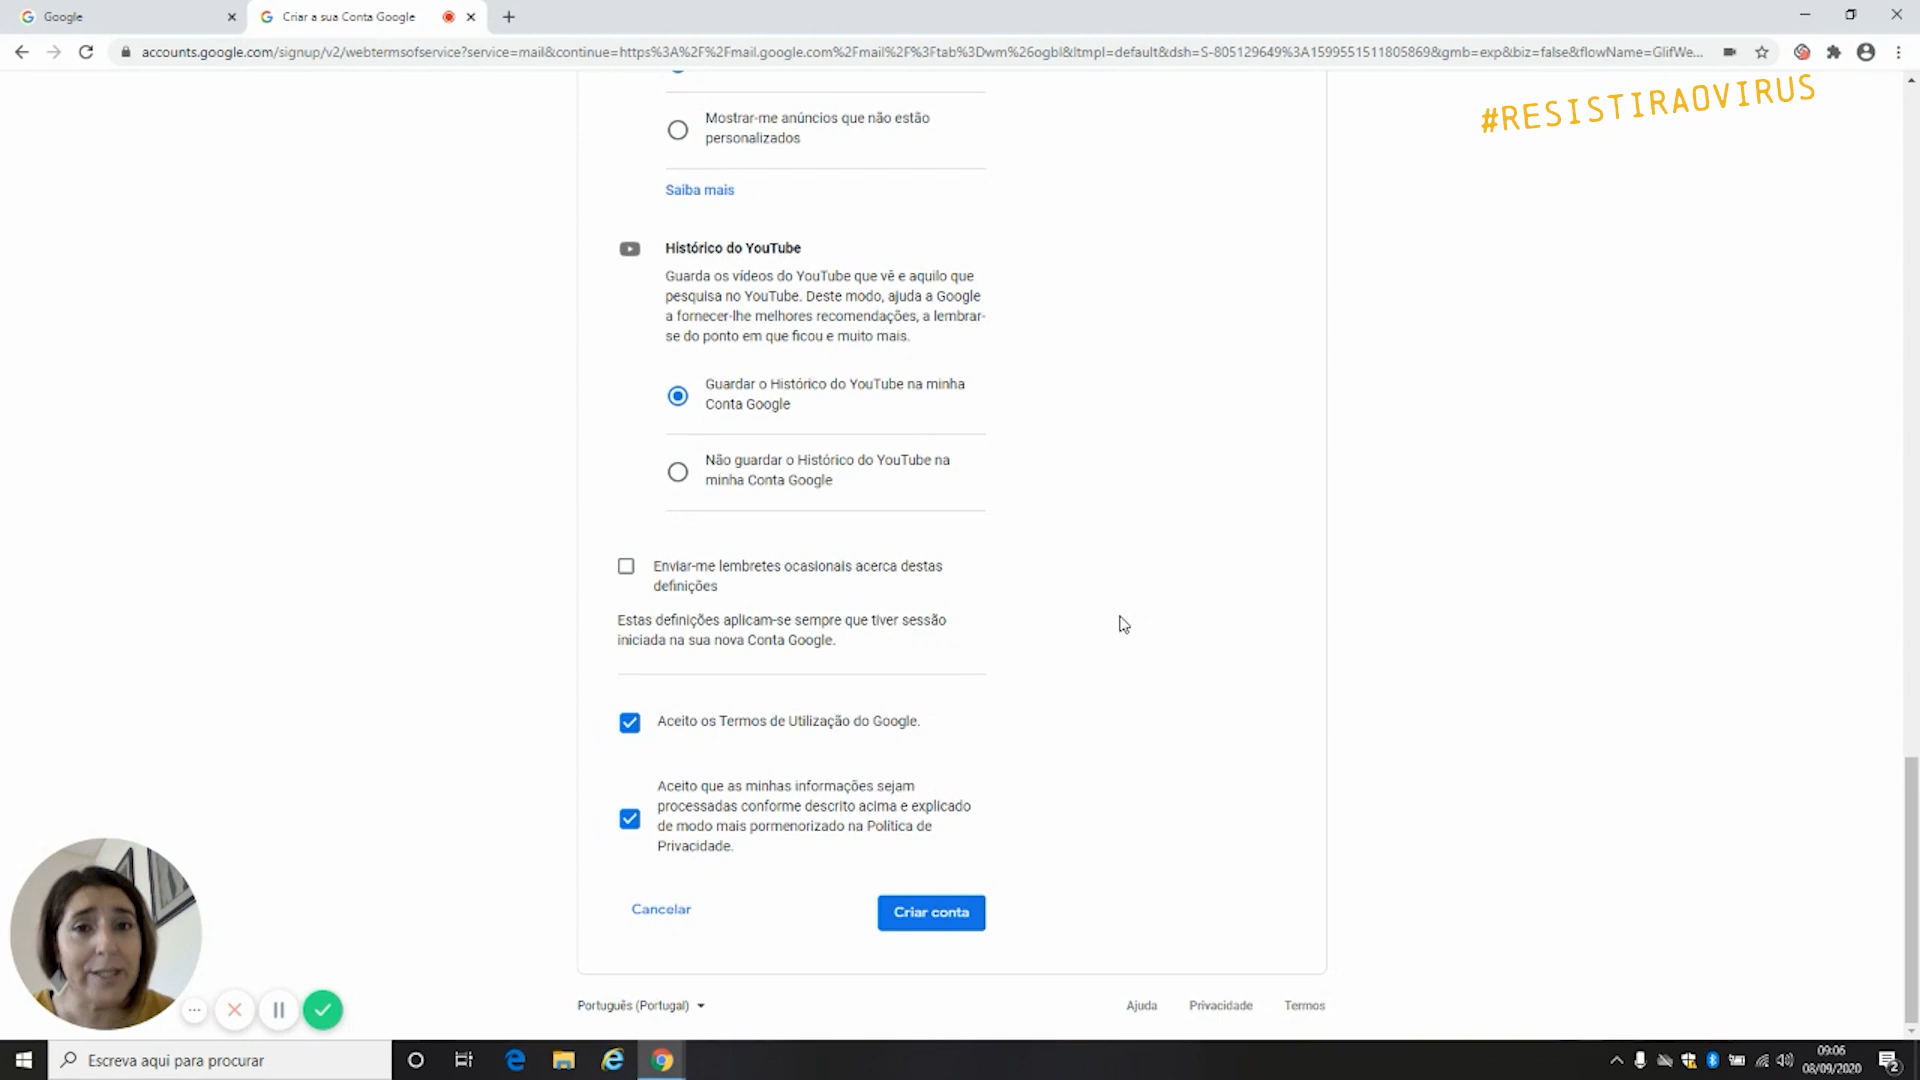 Google
Criar a sua Conta Google
accounts.google.com/signup/v2/webtermsofservice?service=mail&continue=https%3A%2F%2Fmail.google.com%2Fmail%2F%3Ftab%3Dwm%26ogbl&ltmpl=default&dsh=S-805129649%3A1599551511805869&gmb=exp&biz=false&flowName=GlifWe...
#RESISTIRAOVIRUS
Mostrar-me anúncios que não estão
personalizados
Saiba mais
Histórico do YouTube
Guarda os vídeos do YouTube que vê e aquilo que
pesquisa no YouTube. Deste modo, ajuda a Google
a fornecer-lhe melhores recomendações, a lembrar-
se do ponto em que ficou e muito mais.
Guardar o Histórico do YouTube na minha
Conta Google
Não guardar o Histórico do YouTube na
minha Conta Google
Enviar-me lembretes ocasionais acerca destas
definições
Estas definições aplicam-se sempre que tiver sessão
iniciada na sua nova Conta Google.
Aceito os Termos de Utilização do Google.
Aceito que as minhas informações sejam
processadas conforme descrito acima e explicado
de modo mais pormenorizado na Política de
Privacidade.
Cancelar
Criar conta
Português (Portugal)
Ajuda
Privacidade
Termos
Escreva aqui para procurar
09:06
08/09/2020
2